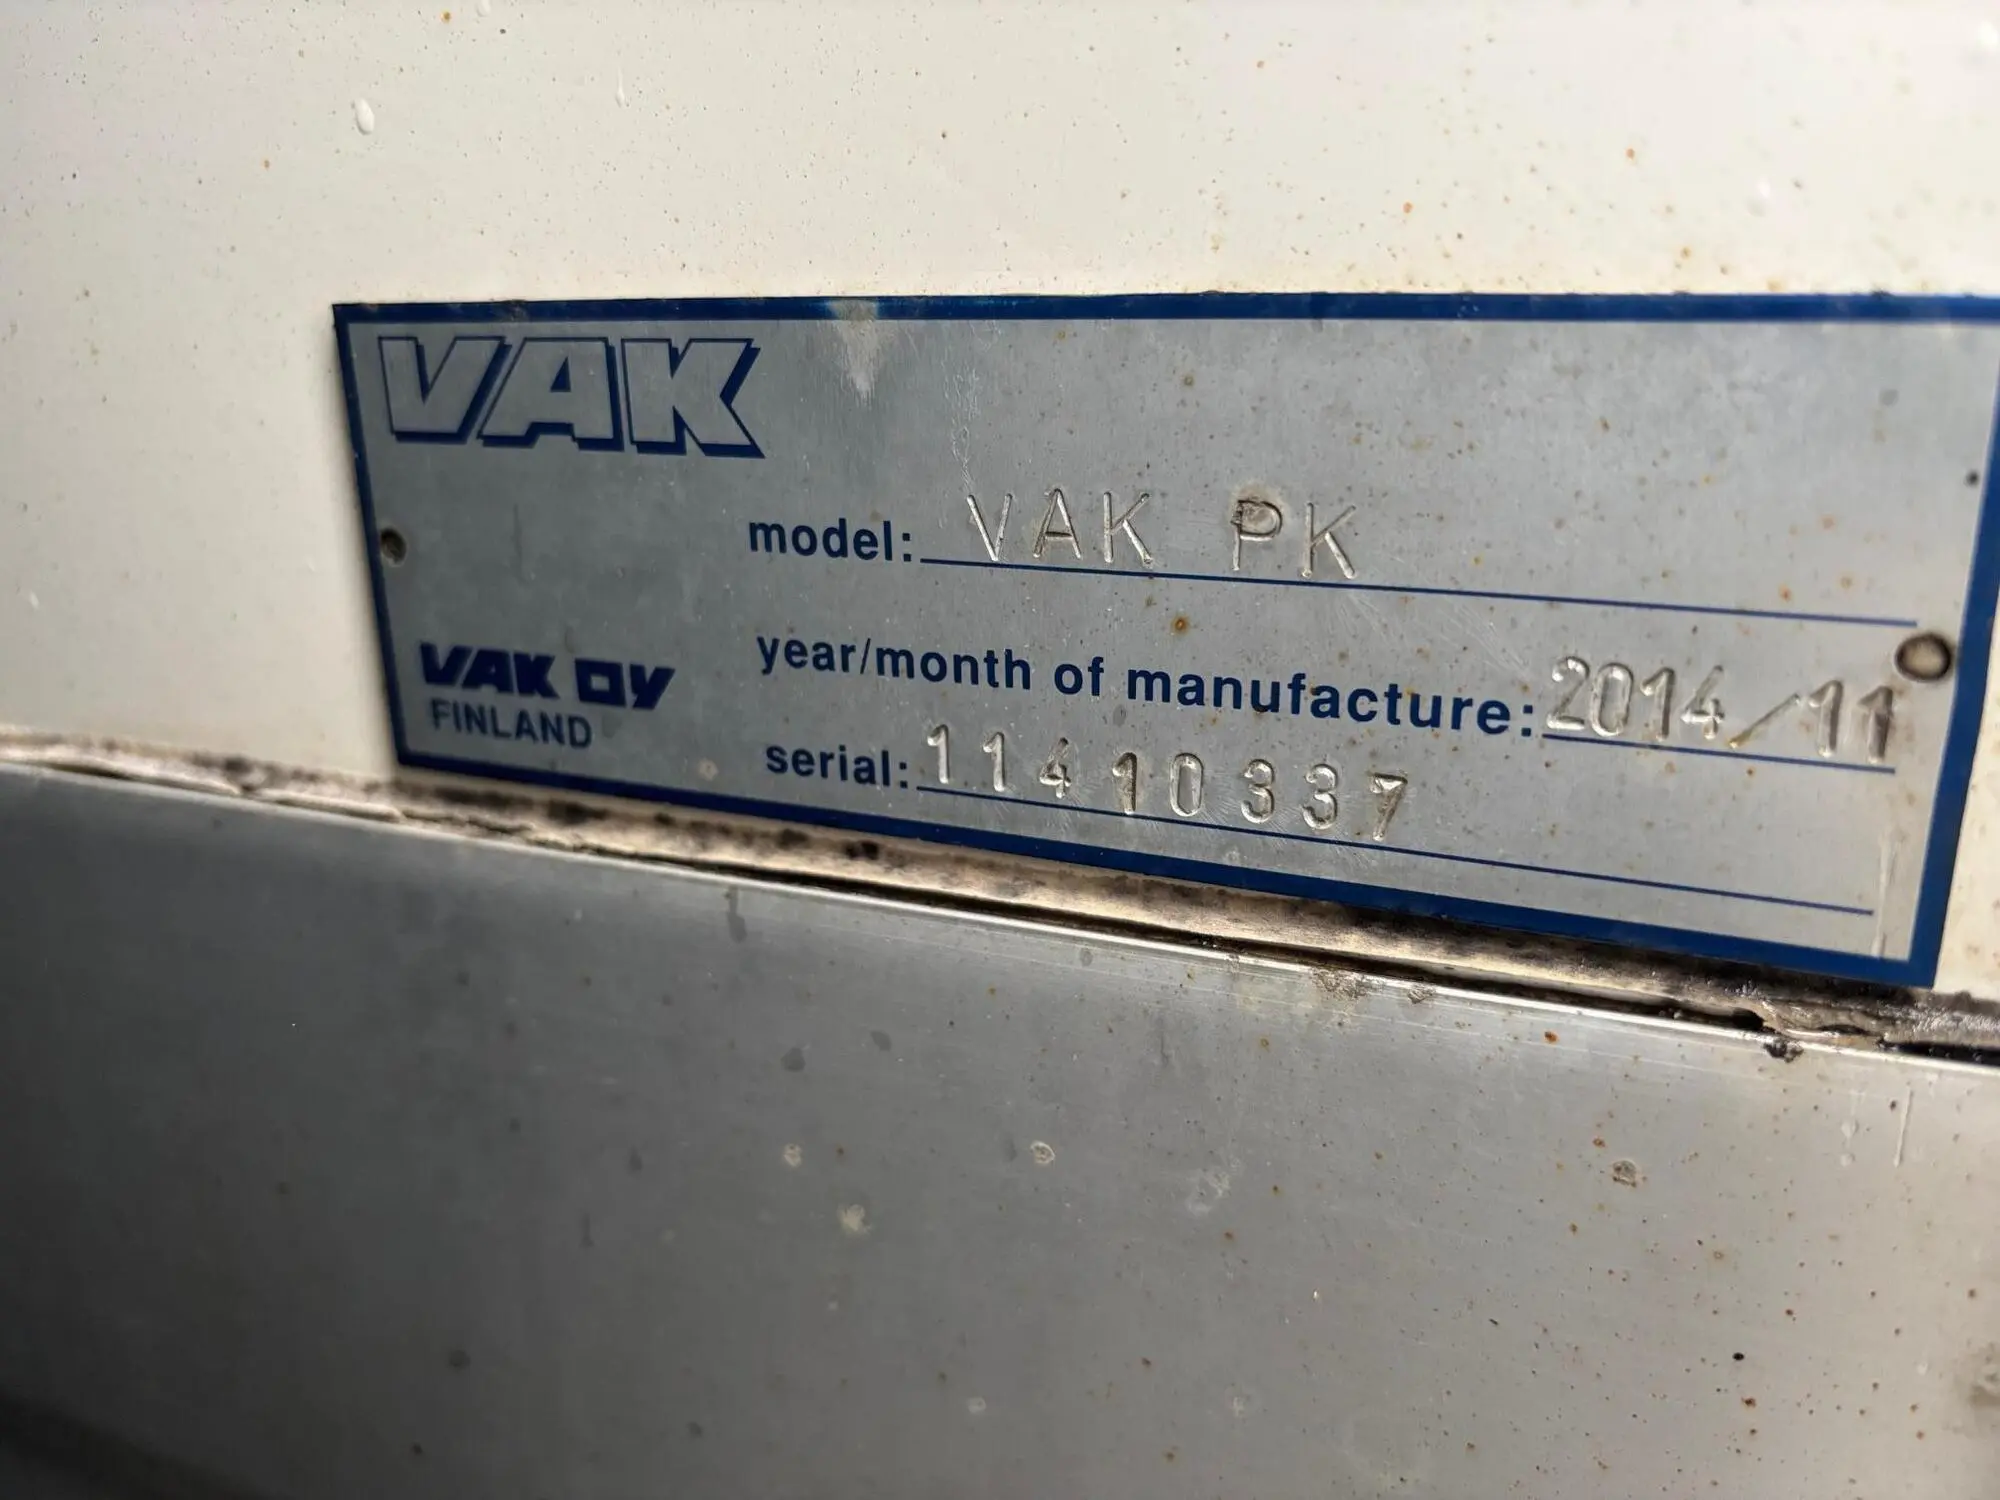 VAK
model: VAK PK
VAK OY
FINLAND
year/month of manufacture: 2014/11
serial: 11410337